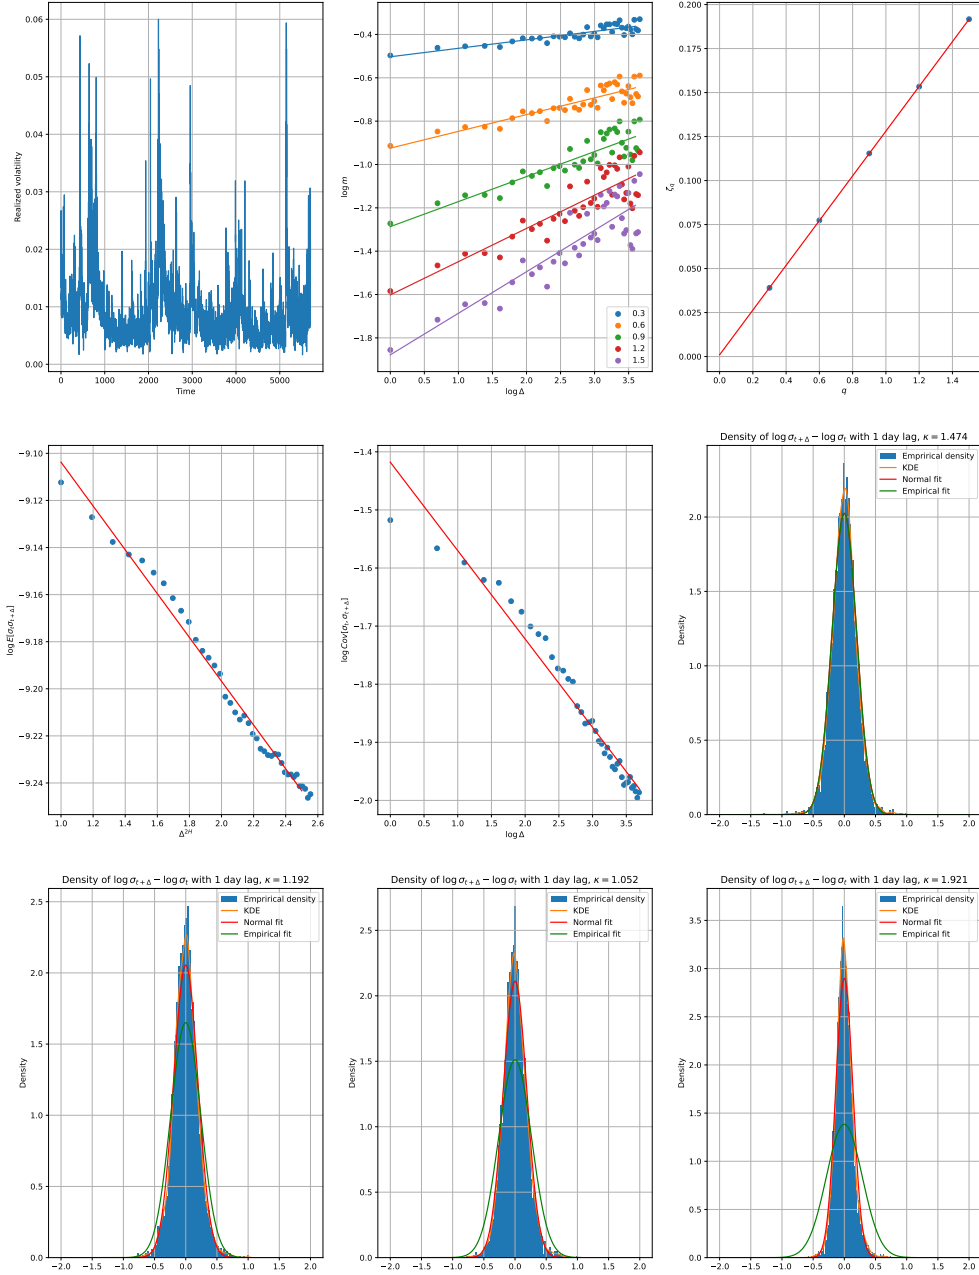 0.06
0.05
0.04
0.03
0.02
0.01
0.00
Realized volatility
0 1000 2000 3000 4000 5000
Time
−0.4
−0.6
−0.8
−1.0
−1.2
−1.4
−1.6
−1.8
log m
0.3
0.6
0.9
1.2
1.5
0.0 0.5 1.0 1.5 2.0 2.5 3.0 3.5
log Δ
0.200
0.175
0.150
0.125
0.100
0.075
0.050
0.025
0.000
ζq
0.0 0.2 0.4 0.6 0.8 1.0 1.2 1.4
q
−9.10
−9.12
−9.14
−9.16
−9.18
−9.20
−9.22
−9.24
log E[σtσt+Δ]
1.0 1.2 1.4 1.6 1.8 2.0 2.2 2.4 2.6
Δ2H
−1.4
−1.5
−1.6
−1.7
−1.8
−1.9
−2.0
log Cov[σt, σt+Δ]
0.0 0.5 1.0 1.5 2.0 2.5 3.0 3.5
log Δ
Density of log σt+Δ − log σt with 1 day lag, κ = 1.474
Emprirical density
KDE
Normal fit
Empirical fit
2.0
1.5
1.0
0.5
0.0
Density
−2.0 −1.5 −1.0 −0.5 0.0 0.5 1.0 1.5 2.0
Density of log σt+Δ − log σt with 1 day lag, κ = 1.192
Emprirical density
KDE
Normal fit
Empirical fit
2.5
2.0
1.5
1.0
0.5
0.0
Density
−2.0 −1.5 −1.0 −0.5 0.0 0.5 1.0 1.5 2.0
Density of log σt+Δ − log σt with 1 day lag, κ = 1.052
Emprirical density
KDE
Normal fit
Empirical fit
2.5
2.0
1.5
1.0
0.5
0.0
Density
−2.0 −1.5 −1.0 −0.5 0.0 0.5 1.0 1.5 2.0
Density of log σt+Δ − log σt with 1 day lag, κ = 1.921
Emprirical density
KDE
Normal fit
Empirical fit
3.5
3.0
2.5
2.0
1.5
1.0
0.5
0.0
Density
−2.0 −1.5 −1.0 −0.5 0.0 0.5 1.0 1.5 2.0